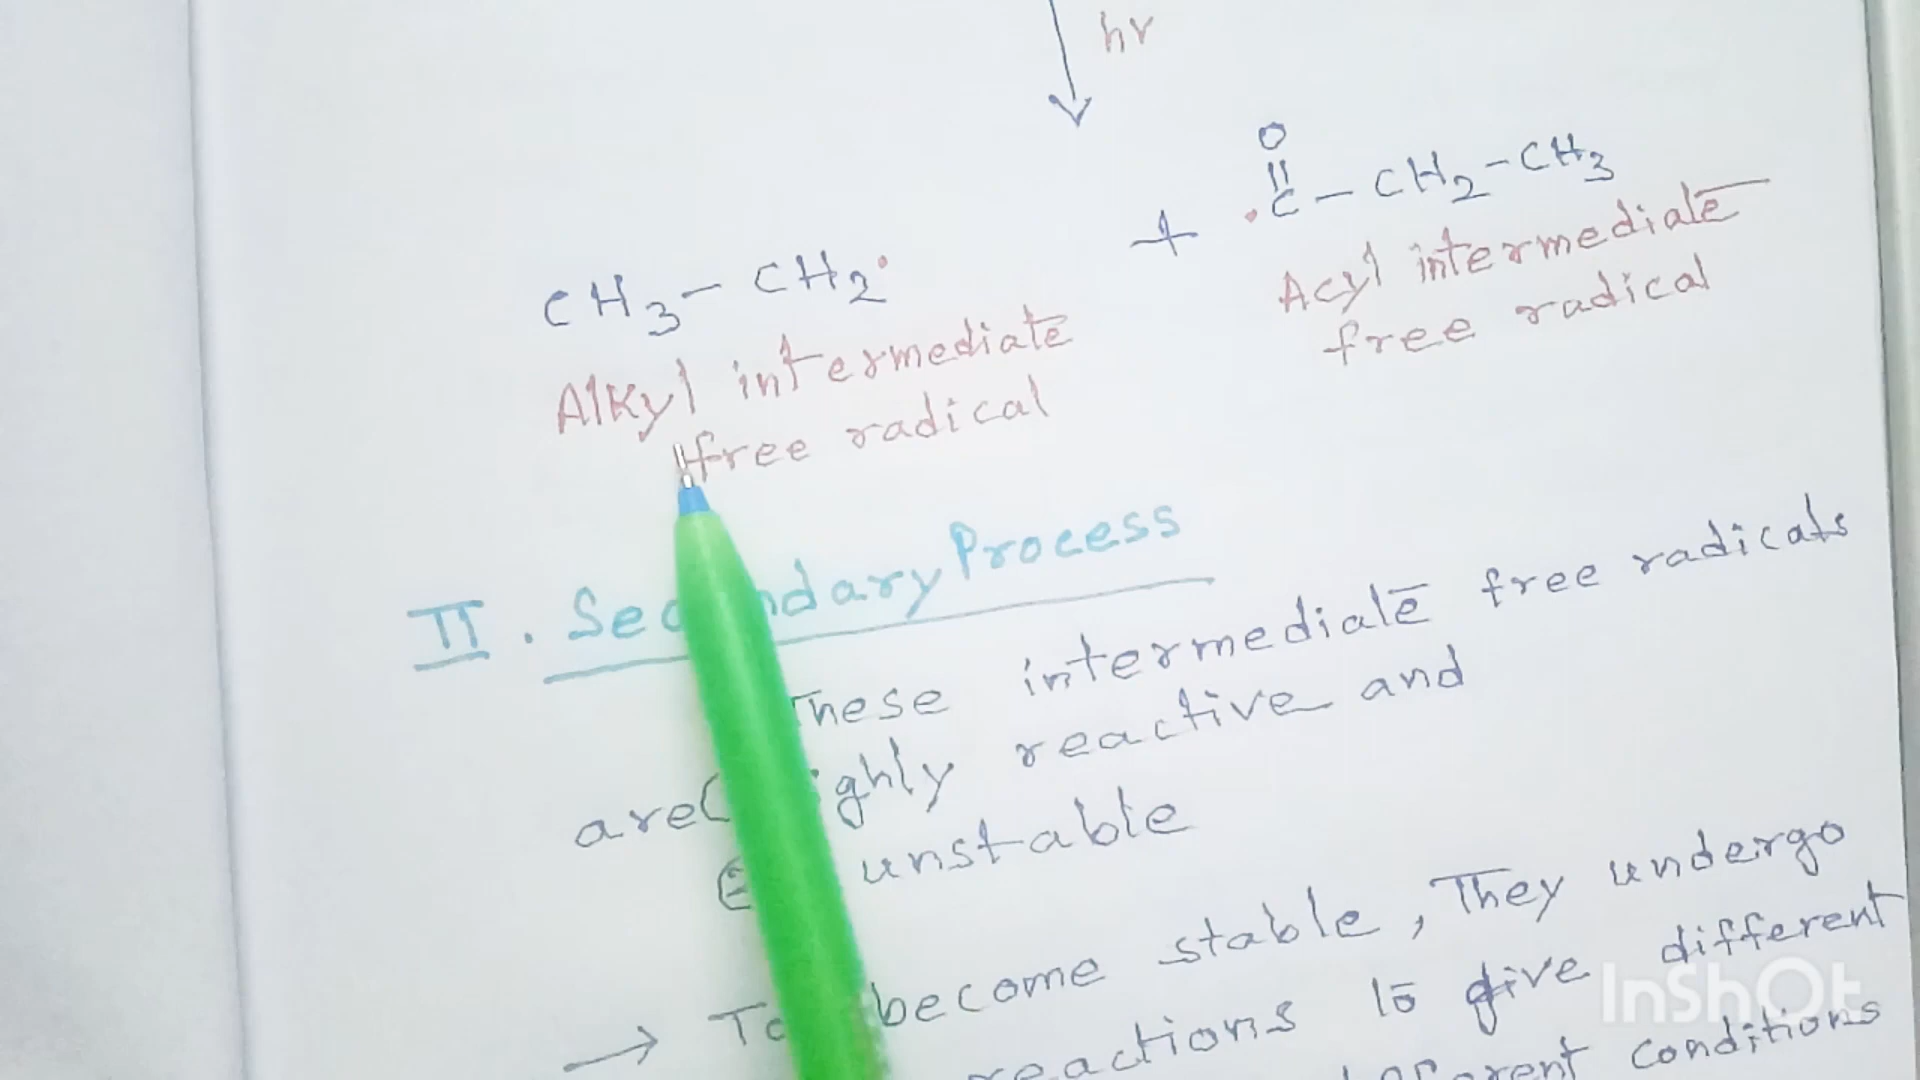 hν
O
||
CH3 – CH2• + •C – CH2 – CH3
Alkyl intermediate
free radical
Acyl intermediate
free radical
II. Secondary Process
These intermediate free radicals
are highly reactive and
unstable
→ To become stable, They undergo
reactions to give different
conditions
InShOt